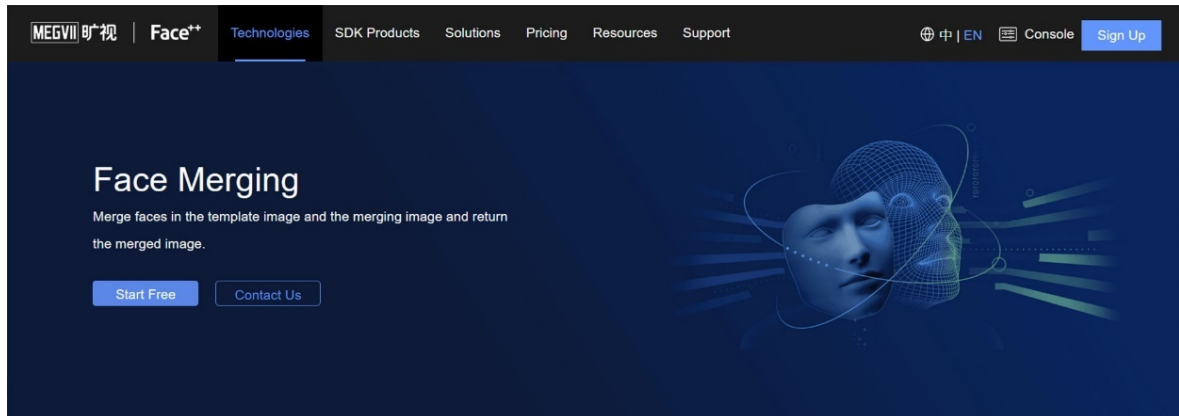 MEGVII 旷视 | Face++ Technologies SDK Products Solutions Pricing Resources Support 中 | EN Console Sign Up
Face Merging
Merge faces in the template image and the merging image and return
the merged image.
Start Free Contact Us